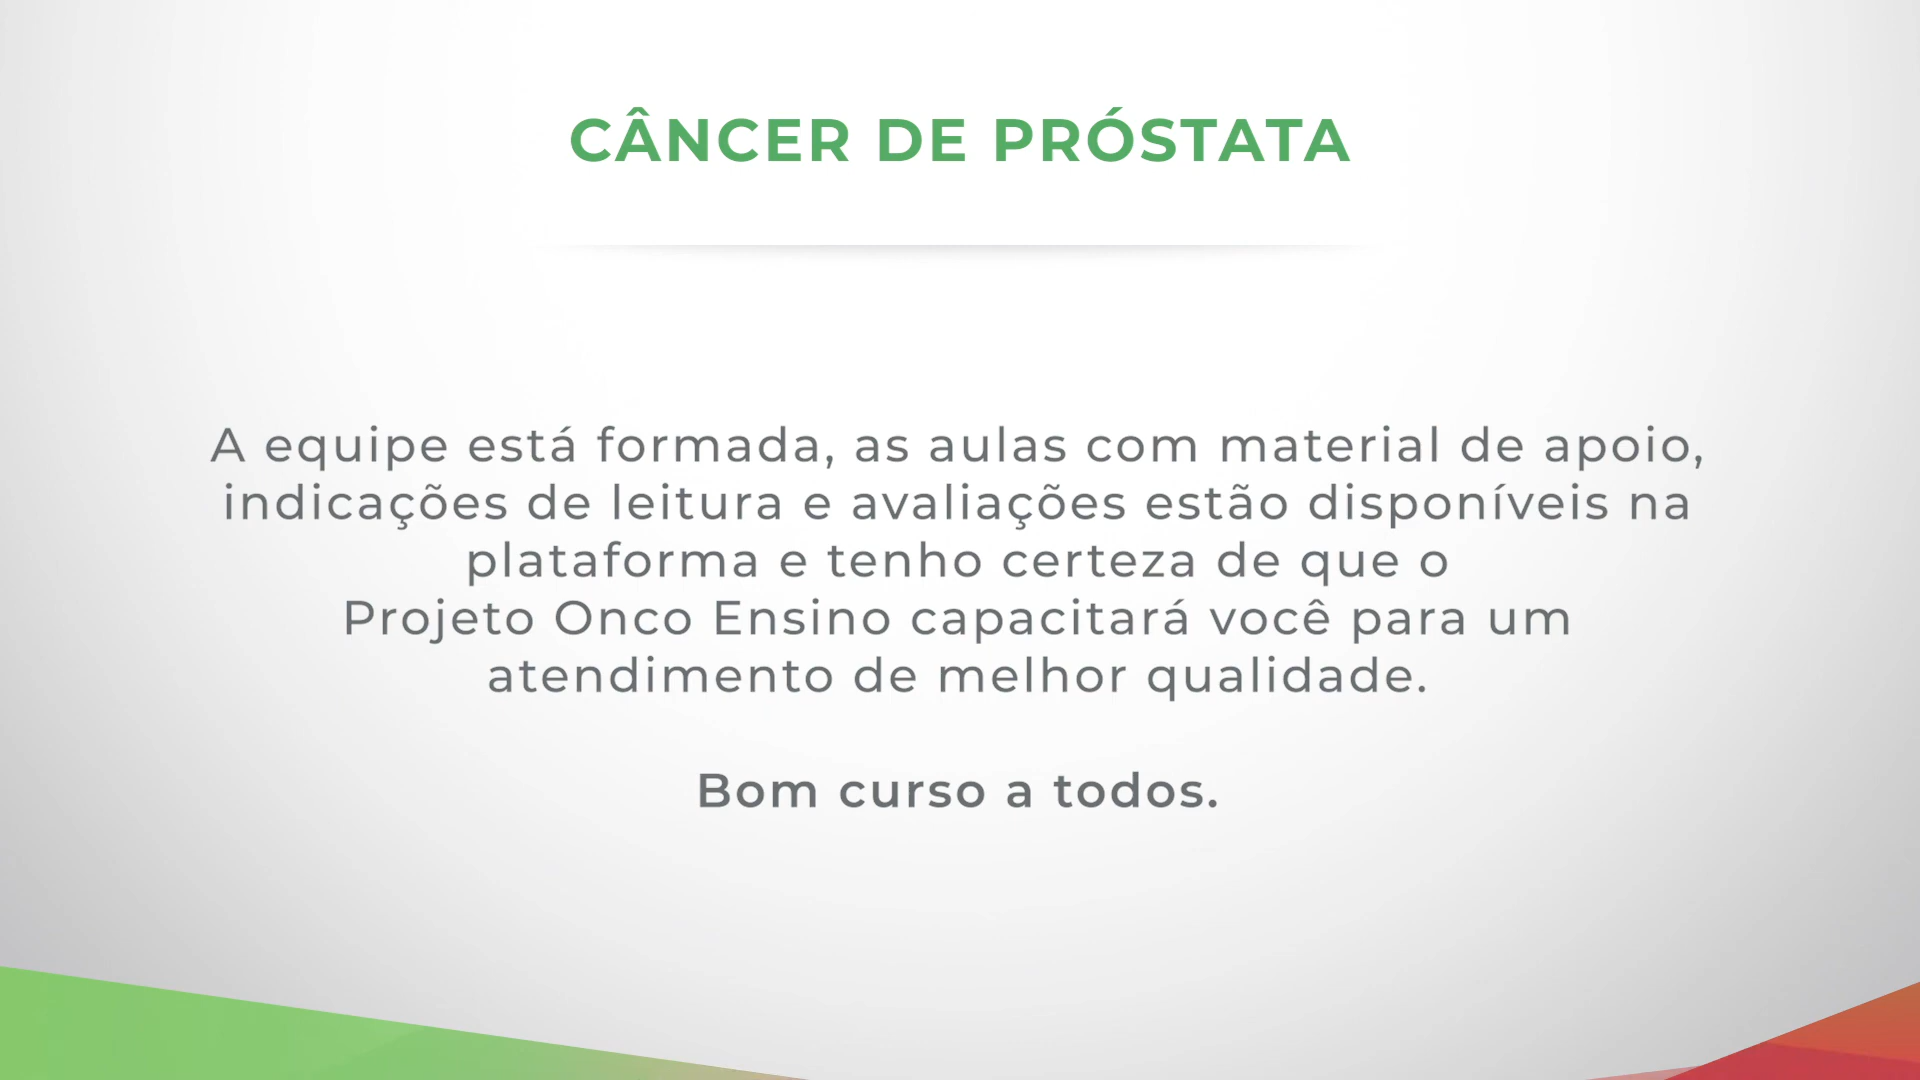 CÂNCER DE PRÓSTATA
A equipe está formada, as aulas com material de apoio,
indicações de leitura e avaliações estão disponíveis na
plataforma e tenho certeza de que o
Projeto Onco Ensino capacitará você para um
atendimento de melhor qualidade.
Bom curso a todos.